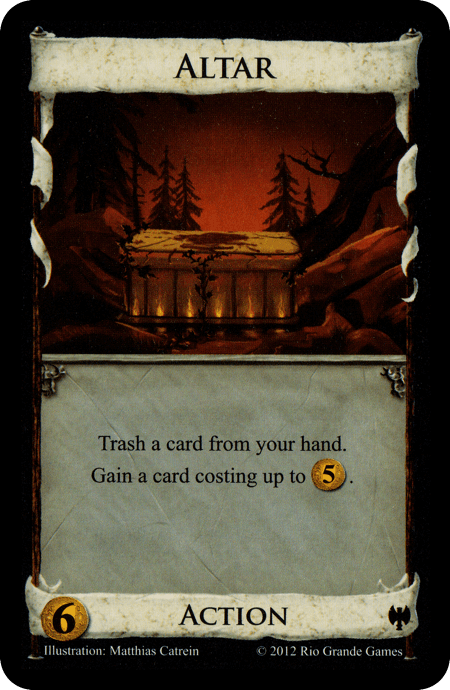 ALTAR
Trash a card from your hand.
Gain a card costing up to 5.
6 ACTION
Illustration: Matthias Catrein © 2012 Rio Grande Games